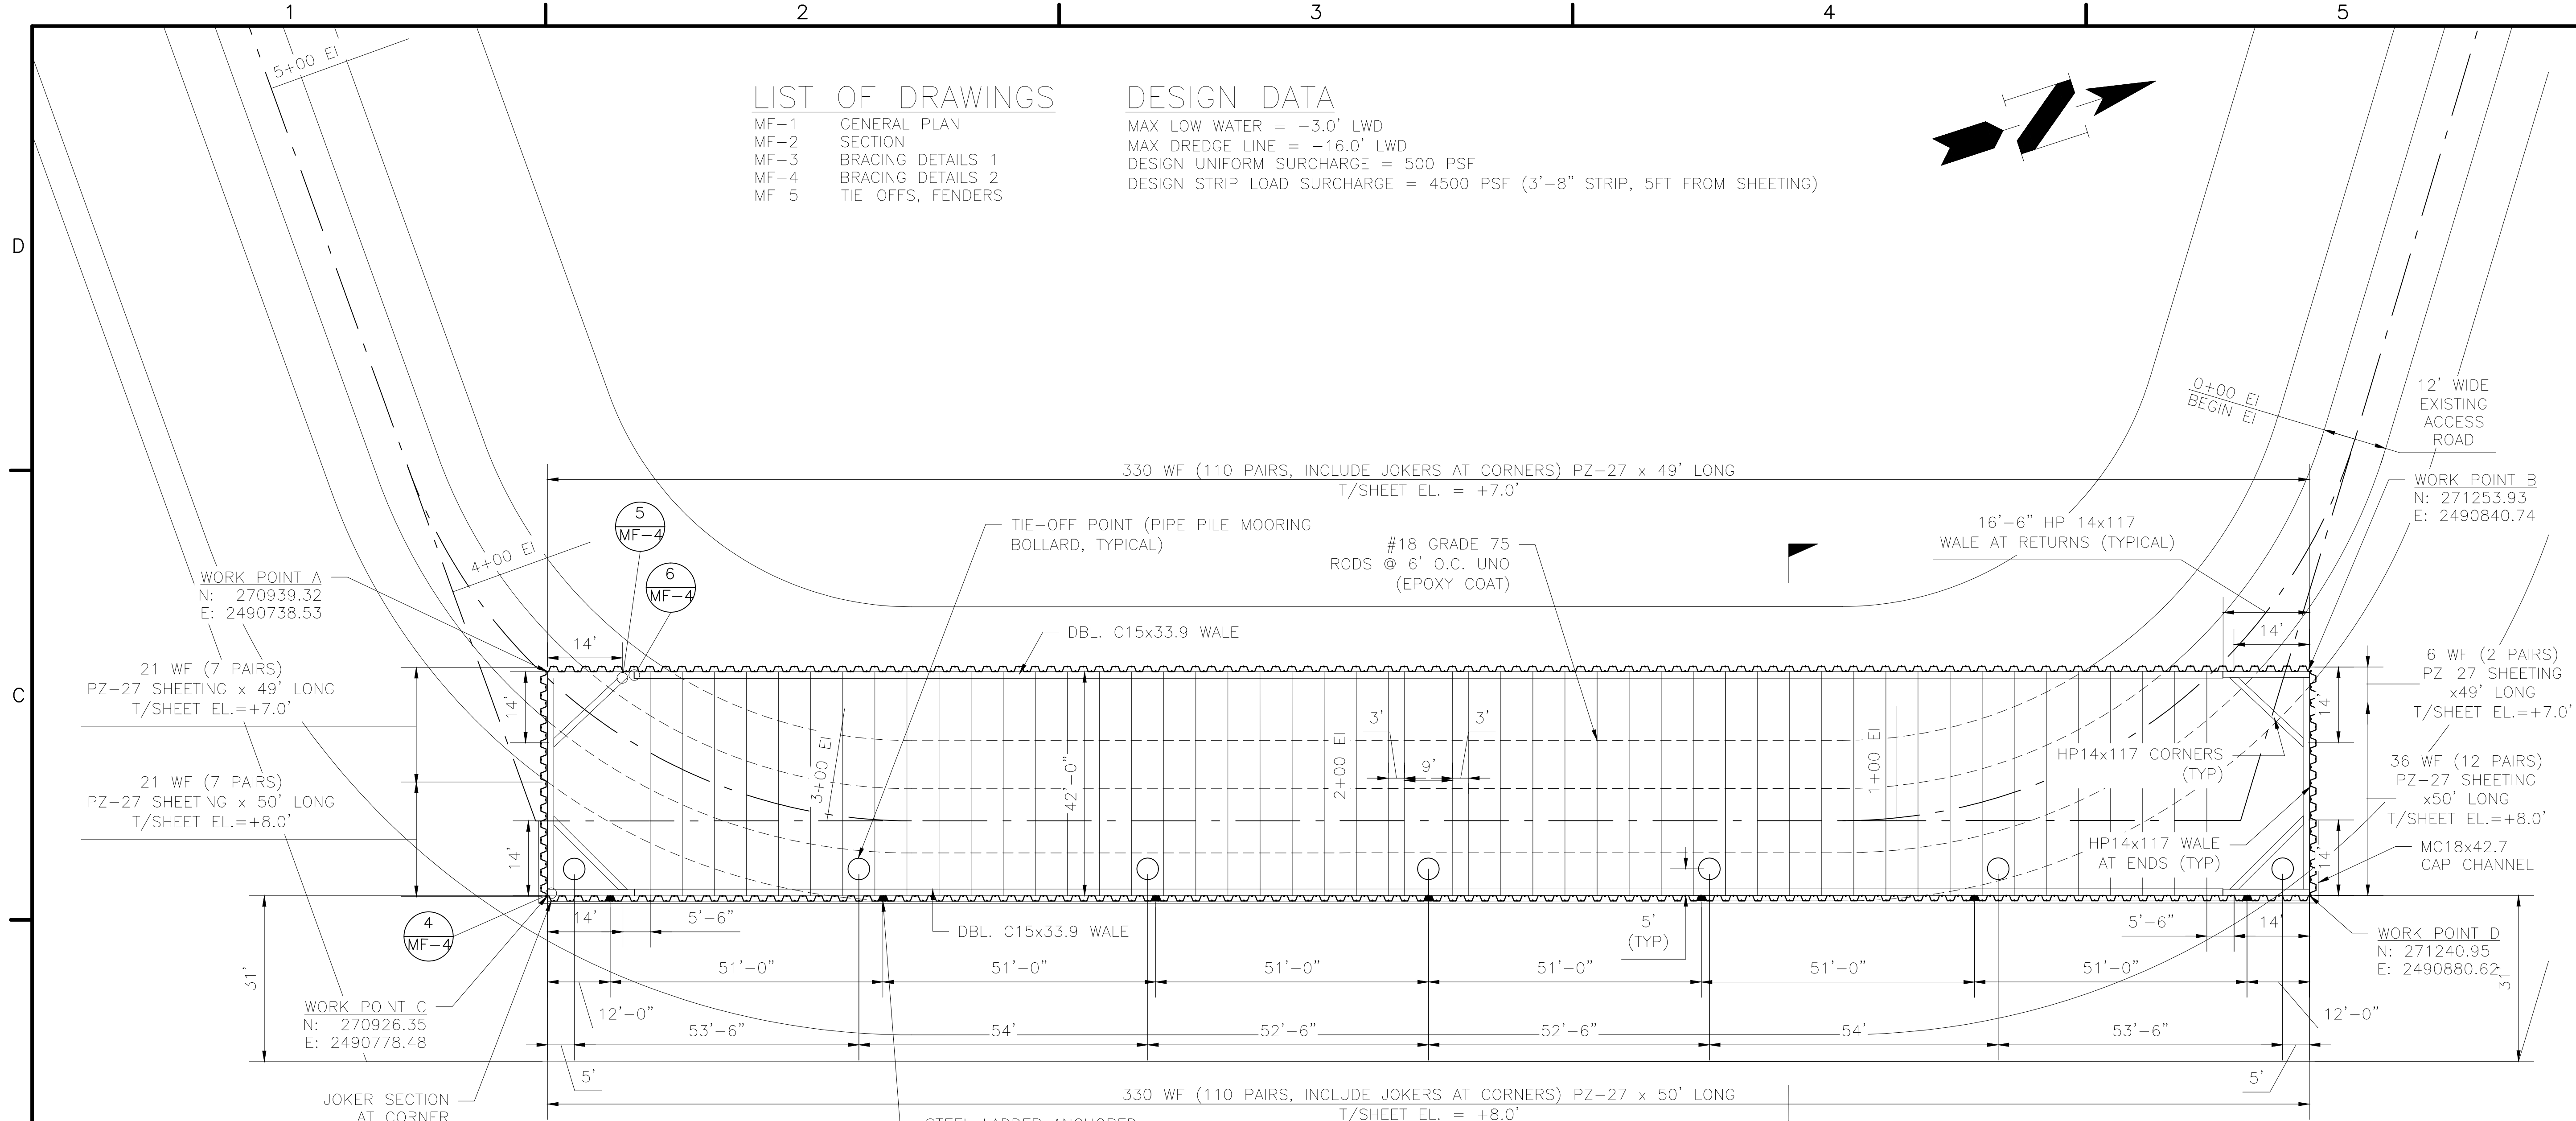 1
2
3
4
5
D
C
5+00 EI
LIST OF DRAWINGS
MF-1 GENERAL PLAN
MF-2 SECTION
MF-3 BRACING DETAILS 1
MF-4 BRACING DETAILS 2
MF-5 TIE-OFFS, FENDERS
DESIGN DATA
MAX LOW WATER = -3.0' LWD
MAX DREDGE LINE = -16.0' LWD
DESIGN UNIFORM SURCHARGE = 500 PSF
DESIGN STRIP LOAD SURCHARGE = 4500 PSF (3'-8" STRIP, 5FT FROM SHEETING)
0+00 EI
BEGIN EI
12' WIDE
EXISTING
ACCESS
ROAD
330 WF (110 PAIRS, INCLUDE JOKERS AT CORNERS) PZ-27 x 49' LONG
T/SHEET EL. = +7.0'
WORK POINT B
N: 271253.93
E: 2490840.74
5
MF-4
6
MF-4
TIE-OFF POINT (PIPE PILE MOORING
BOLLARD, TYPICAL)
#18 GRADE 75
RODS @ 6' O.C. UNO
(EPOXY COAT)
16'-6" HP 14x117
WALE AT RETURNS (TYPICAL)
4+00 EI
WORK POINT A
N: 270939.32
E: 2490738.53
14'
DBL. C15x33.9 WALE
14'
21 WF (7 PAIRS)
PZ-27 SHEETING x 49' LONG
T/SHEET EL.=+7.0'
6 WF (2 PAIRS)
PZ-27 SHEETING
x49' LONG
T/SHEET EL.=+7.0'
14'
14'
3+00 EI
42'-0"
2+00 EI
3'
9'
3'
1+00 EI
HP14x117 CORNERS
(TYP)
21 WF (7 PAIRS)
PZ-27 SHEETING x 50' LONG
T/SHEET EL.=+8.0'
36 WF (12 PAIRS)
PZ-27 SHEETING
x50' LONG
T/SHEET EL.=+8.0'
14'
14'
HP14x117 WALE
AT ENDS (TYP)
MC18x42.7
CAP CHANNEL
4
MF-4
14'
5'-6"
DBL. C15x33.9 WALE
5'
(TYP)
5'-6"
14'
WORK POINT D
N: 271240.95
E: 2490880.62
31'
51'-0"
51'-0"
51'-0"
51'-0"
51'-0"
51'-0"
31'
WORK POINT C
N: 270926.35
E: 2490778.48
12'-0"
12'-0"
53'-6"
54'
52'-6"
52'-6"
54'
53'-6"
5'
5'
JOKER SECTION
AT CORNER
330 WF (110 PAIRS, INCLUDE JOKERS AT CORNERS) PZ-27 x 50' LONG
T/SHEET EL. = +8.0'
STEEL LADDER ANCHORED